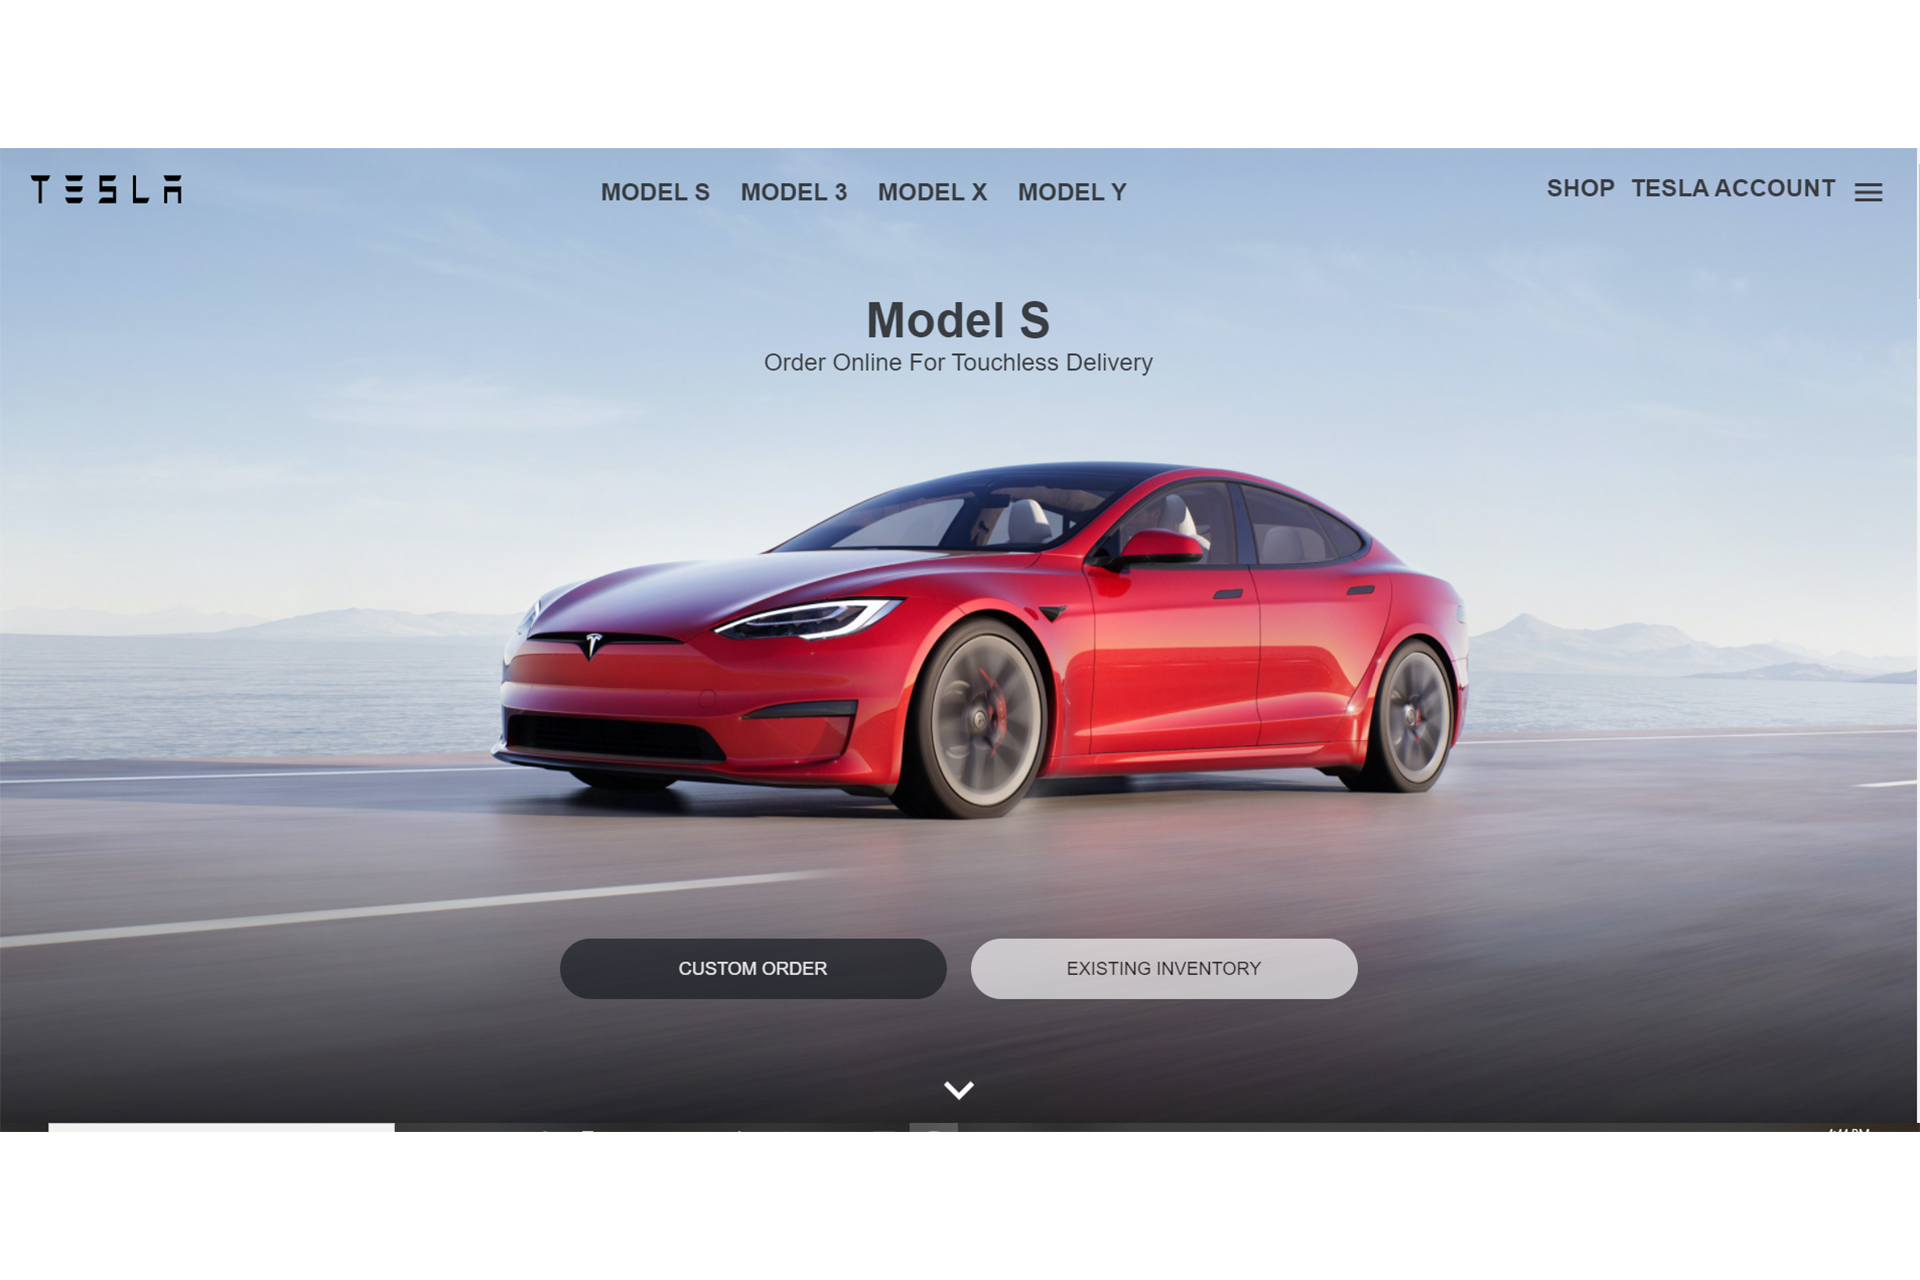 TESLA
MODEL S MODEL 3 MODEL X MODEL Y
SHOP TESLA ACCOUNT
Model S
Order Online For Touchless Delivery
CUSTOM ORDER
EXISTING INVENTORY